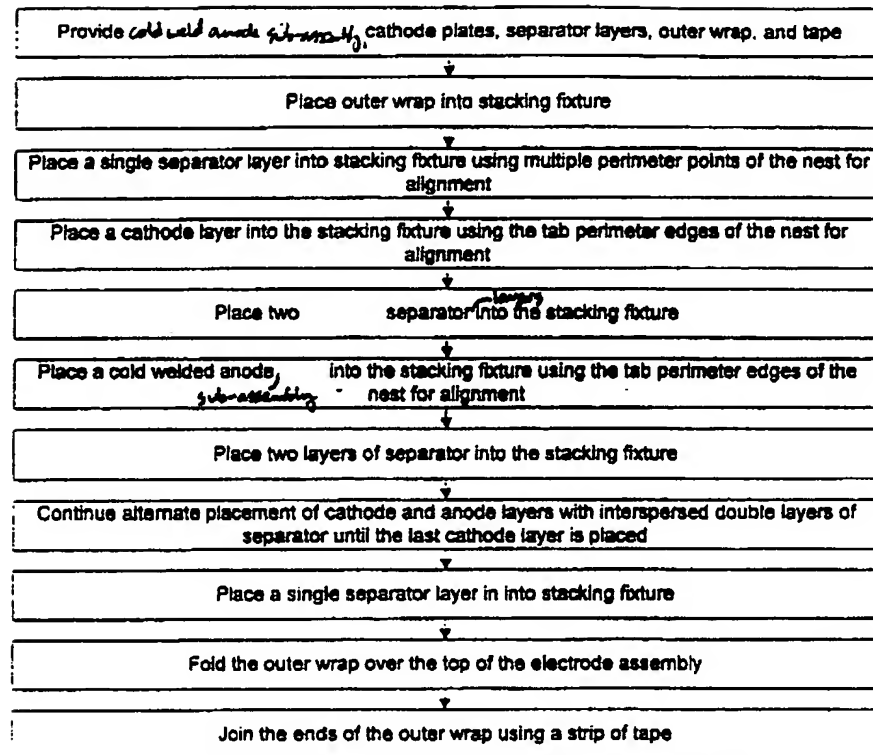 Provide cold weld anode sub-assembly, cathode plates, separator layers, outer wrap, and tape
Place outer wrap into stacking fixture
Place a single separator layer into stacking fixture using multiple perimeter points of the nest for
alignment
Place a cathode layer into the stacking fixture using the tab perimeter edges of the nest for
alignment
layers
Place two separator into the stacking fixture
Place a cold welded anode, into the stacking fixture using the tab perimeter edges of the
sub-assembly nest for alignment
Place two layers of separator into the stacking fixture
Continue alternate placement of cathode and anode layers with interspersed double layers of
separator until the last cathode layer is placed
Place a single separator layer in into stacking fixture
Fold the outer wrap over the top of the electrode assembly
Join the ends of the outer wrap using a strip of tape